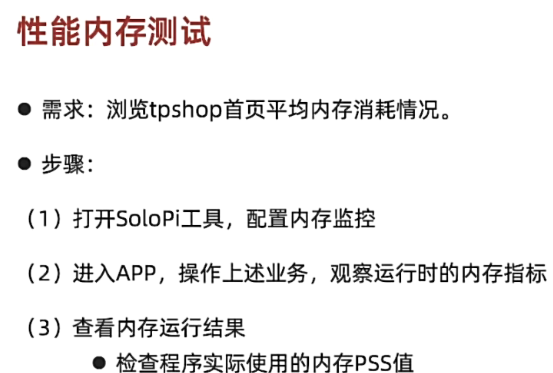 性能内存测试
● 需求：浏览tpshop首页平均内存消耗情况。
● 步骤：
（1）打开SoloPi工具，配置内存监控
（2）进入APP，操作上述业务，观察运行时的内存指标
（3）查看内存运行结果
● 检查程序实际使用的内存PSS值